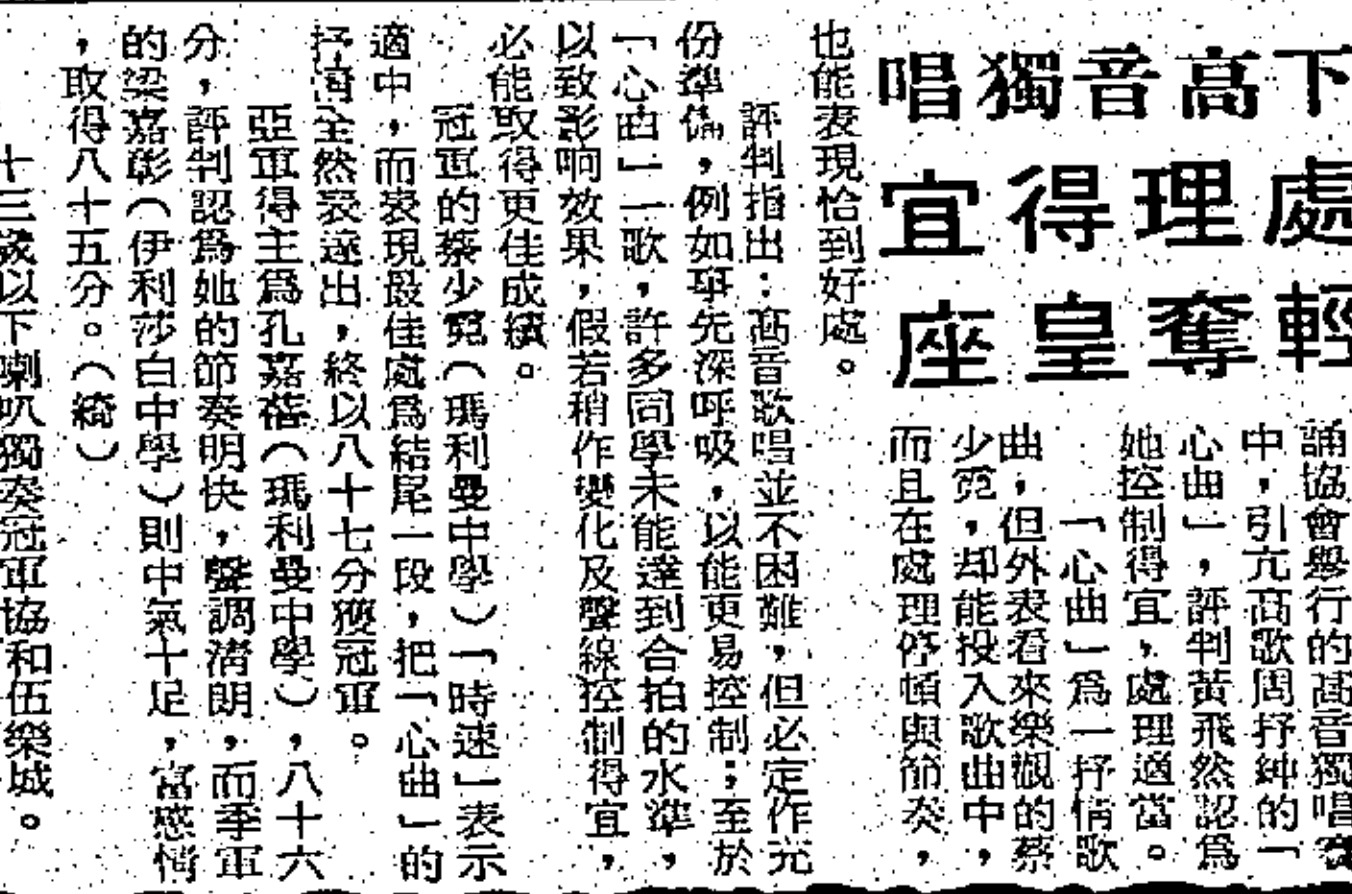 下處輕
高理奪
音得皇
獨宜座
唱
誦協會舉行的高音獨唱
中，引亢高歌周抒紳的「
心曲」，評判黃飛然認爲
她控制得宜，處理適當。
「心曲」爲一抒情歌
曲，但外表看來樂觀的蔡
少霓，却能投入歌曲中，
而且在處理停頓與節奏，
也能表現恰到好處。
評判指出：高音歌唱並不困難，但必定作充
份準備，例如事先深呼吸，以能更易控制；至於
「心曲」一歌，許多同學未能達到合拍的水準，
以致影响效果，假若稍作變化及聲線控制得宜，
必能取得更佳成績。
冠軍的蔡少霓（瑪利曼中學）「時速」表示
適中，而表現最佳處爲結尾一段，把「心曲」的
抒情全然表達出，終以八十七分獲冠軍。
亞軍得主爲孔嘉蓓（瑪利曼中學），八十六
分，評判認爲她的節奏明快，聲調清朗，而季軍
的梁嘉彰（伊利莎白中學）則中氣十足，富感情
，取得八十五分。（綺）
十三歲以下喇叭獨奏冠軍協和伍樂城。